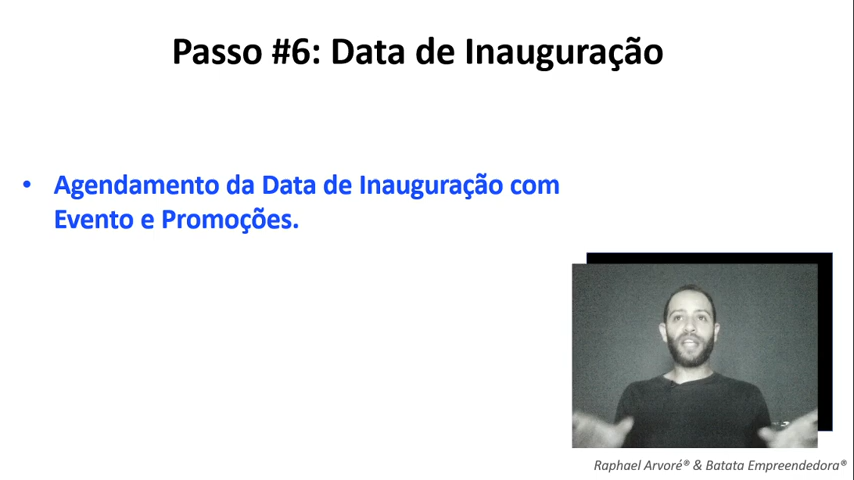 Passo #6: Data de Inauguração
• Agendamento da Data de Inauguração com
Evento e Promoções.
Raphael Arvoré® & Batata Empreendedora®